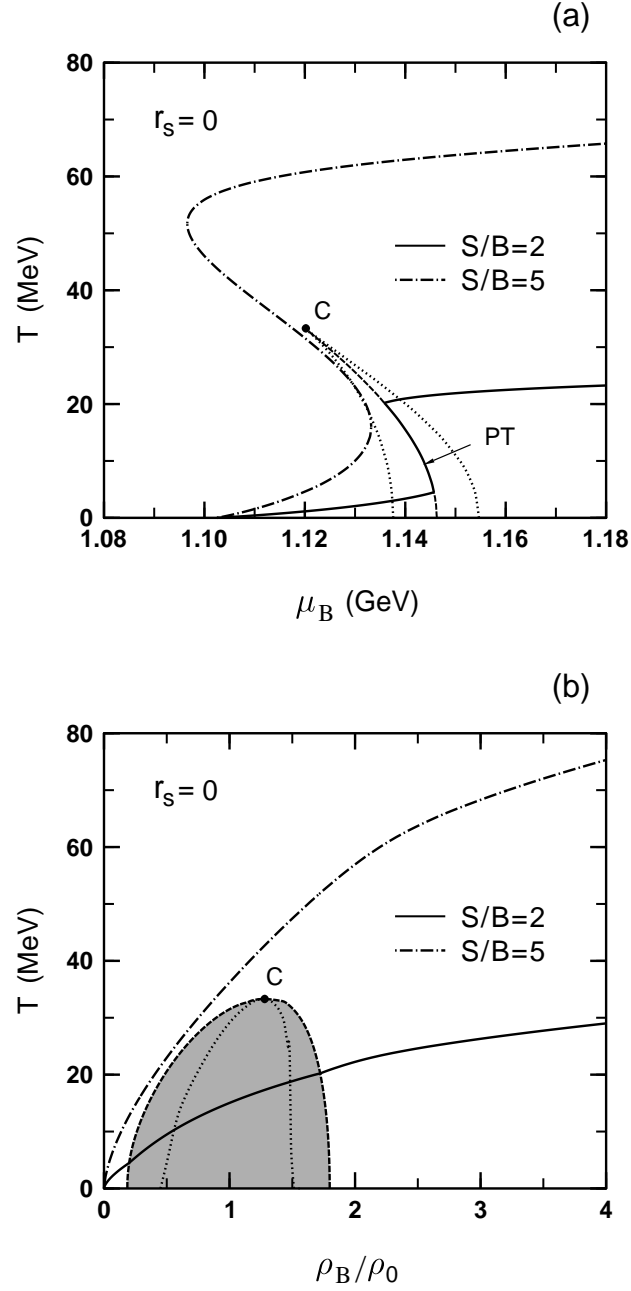 (a)
80
r_s = 0
60
S/B=2
S/B=5
T (MeV)
40
C
20
PT
0
1.08 1.10 1.12 1.14 1.16 1.18
μ_B (GeV)
(b)
80
r_s = 0
60
S/B=2
S/B=5
T (MeV)
40
C
20
0
0 1 2 3 4
ρ_B/ρ_0